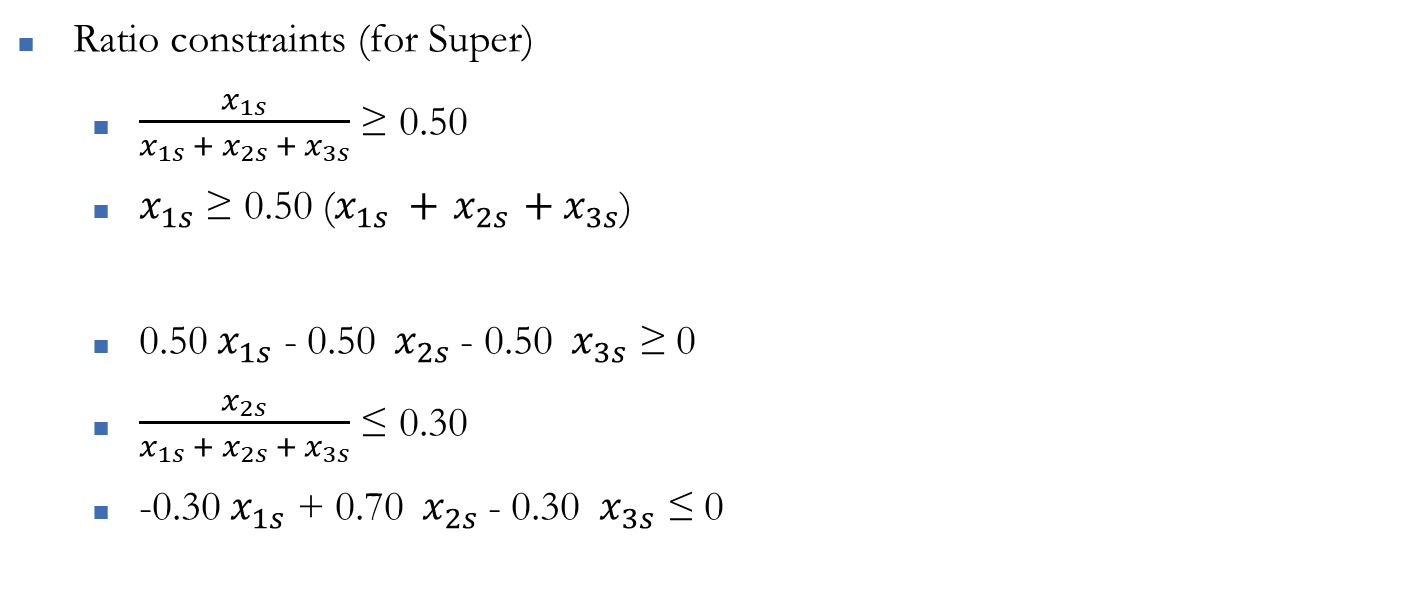 Ratio constraints (for Super)
x₁ₛ
x₁ₛ + x₂ₛ + x₃ₛ ≥ 0.50
x₁ₛ ≥ 0.50 (x₁ₛ + x₂ₛ + x₃ₛ)
0.50 x₁ₛ - 0.50 x₂ₛ - 0.50 x₃ₛ ≥ 0
x₂ₛ
x₁ₛ + x₂ₛ + x₃ₛ ≤ 0.30
-0.30 x₁ₛ + 0.70 x₂ₛ - 0.30 x₃ₛ ≤ 0